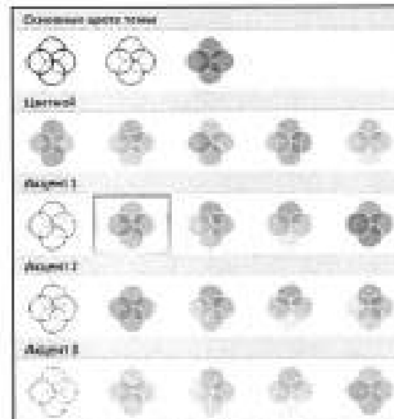 Основные цвета темы
Цветной
Акцент 1
Акцент 2
Акцент 3